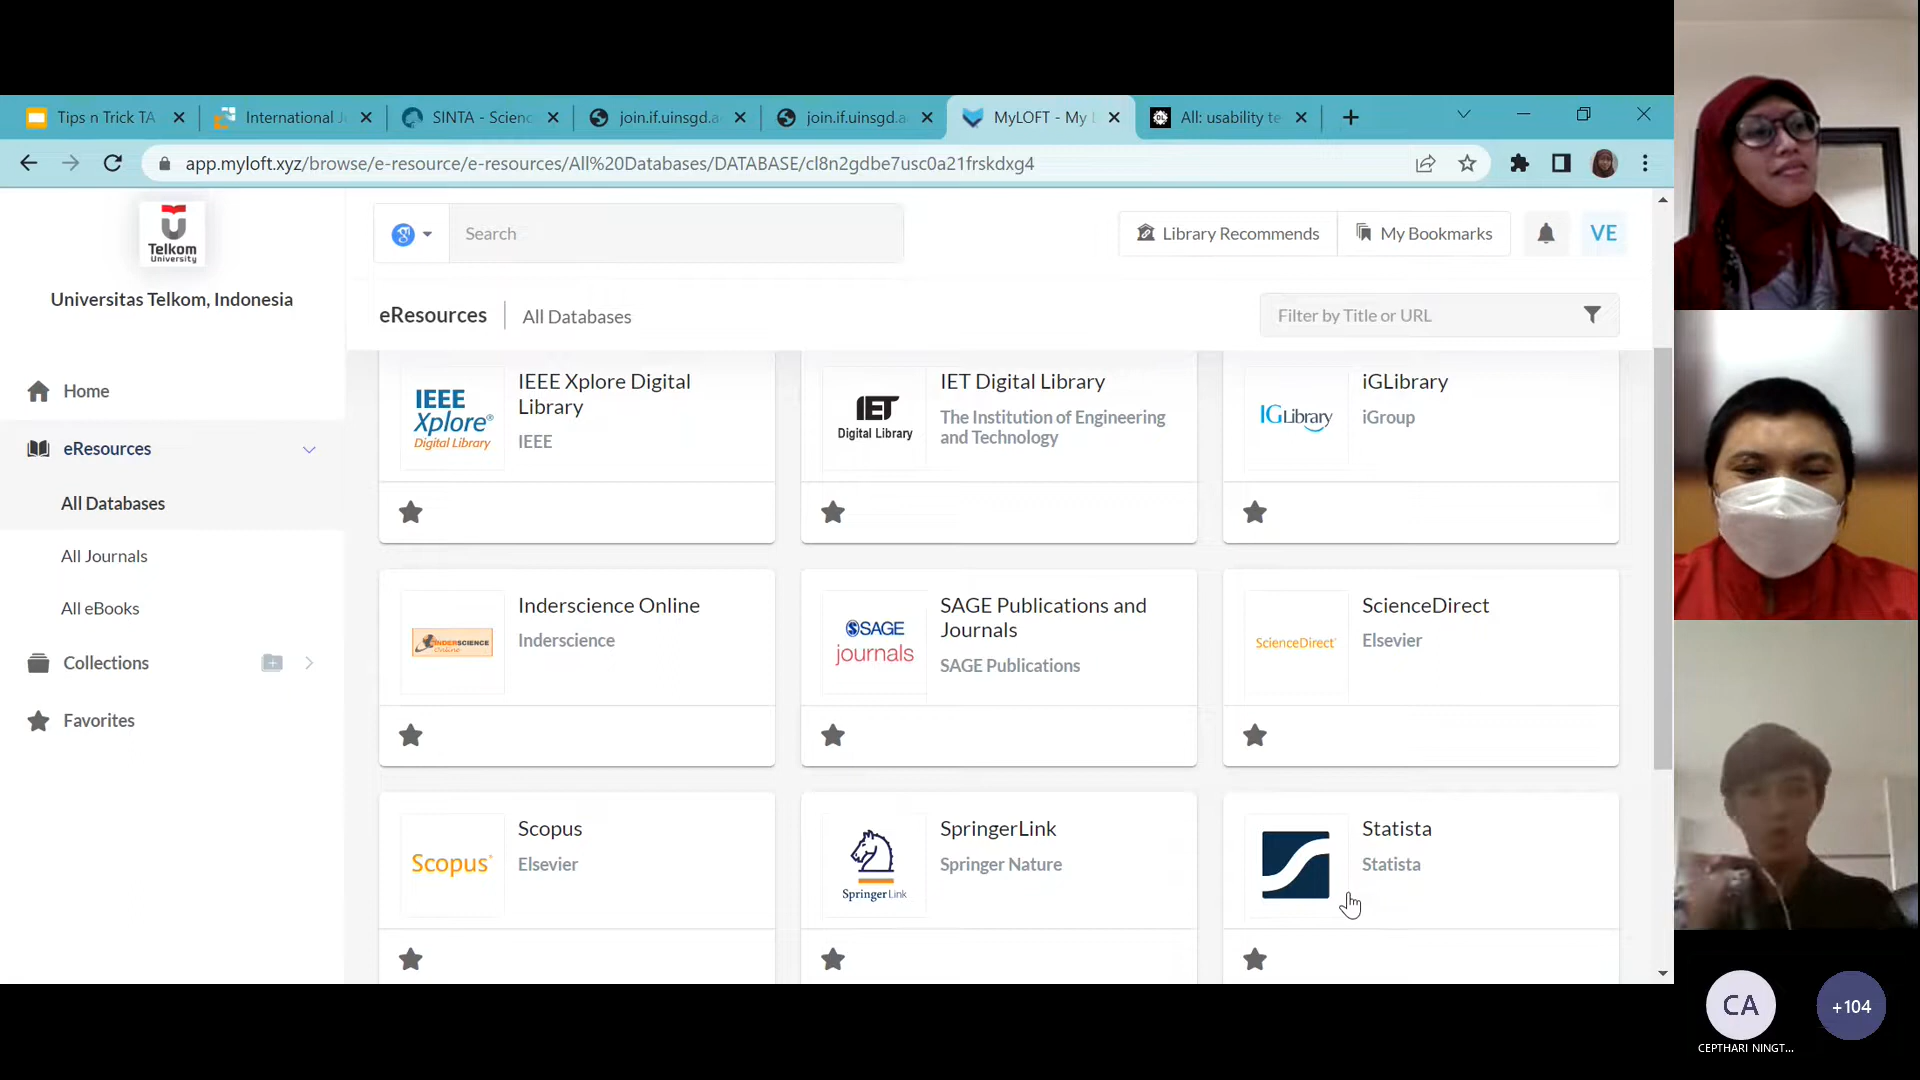 Tips n Trick TA
International J
SINTA - Scienc
join.if.uinsgd.a
join.if.uinsgd.a
MyLOFT - My L
All: usability te
app.myloft.xyz/browse/e-resource/e-resources/All%20Databases/DATABASE/cl8n2gdbe7usc0a21frskdxg4
Telkom
University
Universitas Telkom, Indonesia
Search
Library Recommends
My Bookmarks
VE
eResources
All Databases
Filter by Title or URL
Home
eResources
All Databases
All Journals
All eBooks
Collections
Favorites
IEEE
Xplore®
Digital Library
IEEE Xplore Digital
Library
IEEE
IET
Digital Library
IET Digital Library
The Institution of Engineering
and Technology
IGLibrary
iGLibrary
iGroup
INDERSCIENCE
Online
Inderscience Online
Inderscience
SAGE
journals
SAGE Publications and
Journals
SAGE Publications
ScienceDirect
ScienceDirect
Elsevier
Scopus®
Scopus
Elsevier
Springer Link
SpringerLink
Springer Nature
Statista
Statista
CA
+104
CEPTHARI NINGT...